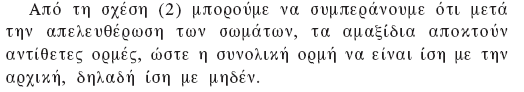 Από τη σχέση (2) μπορούμε να συμπεράνουμε ότι μετά
την απελευθέρωση των σωμάτων, τα αμαξίδια αποκτούν
αντίθετες ορμές, ώστε η συνολική ορμή να είναι ίση με την
αρχική, δηλαδή ίση με μηδέν.